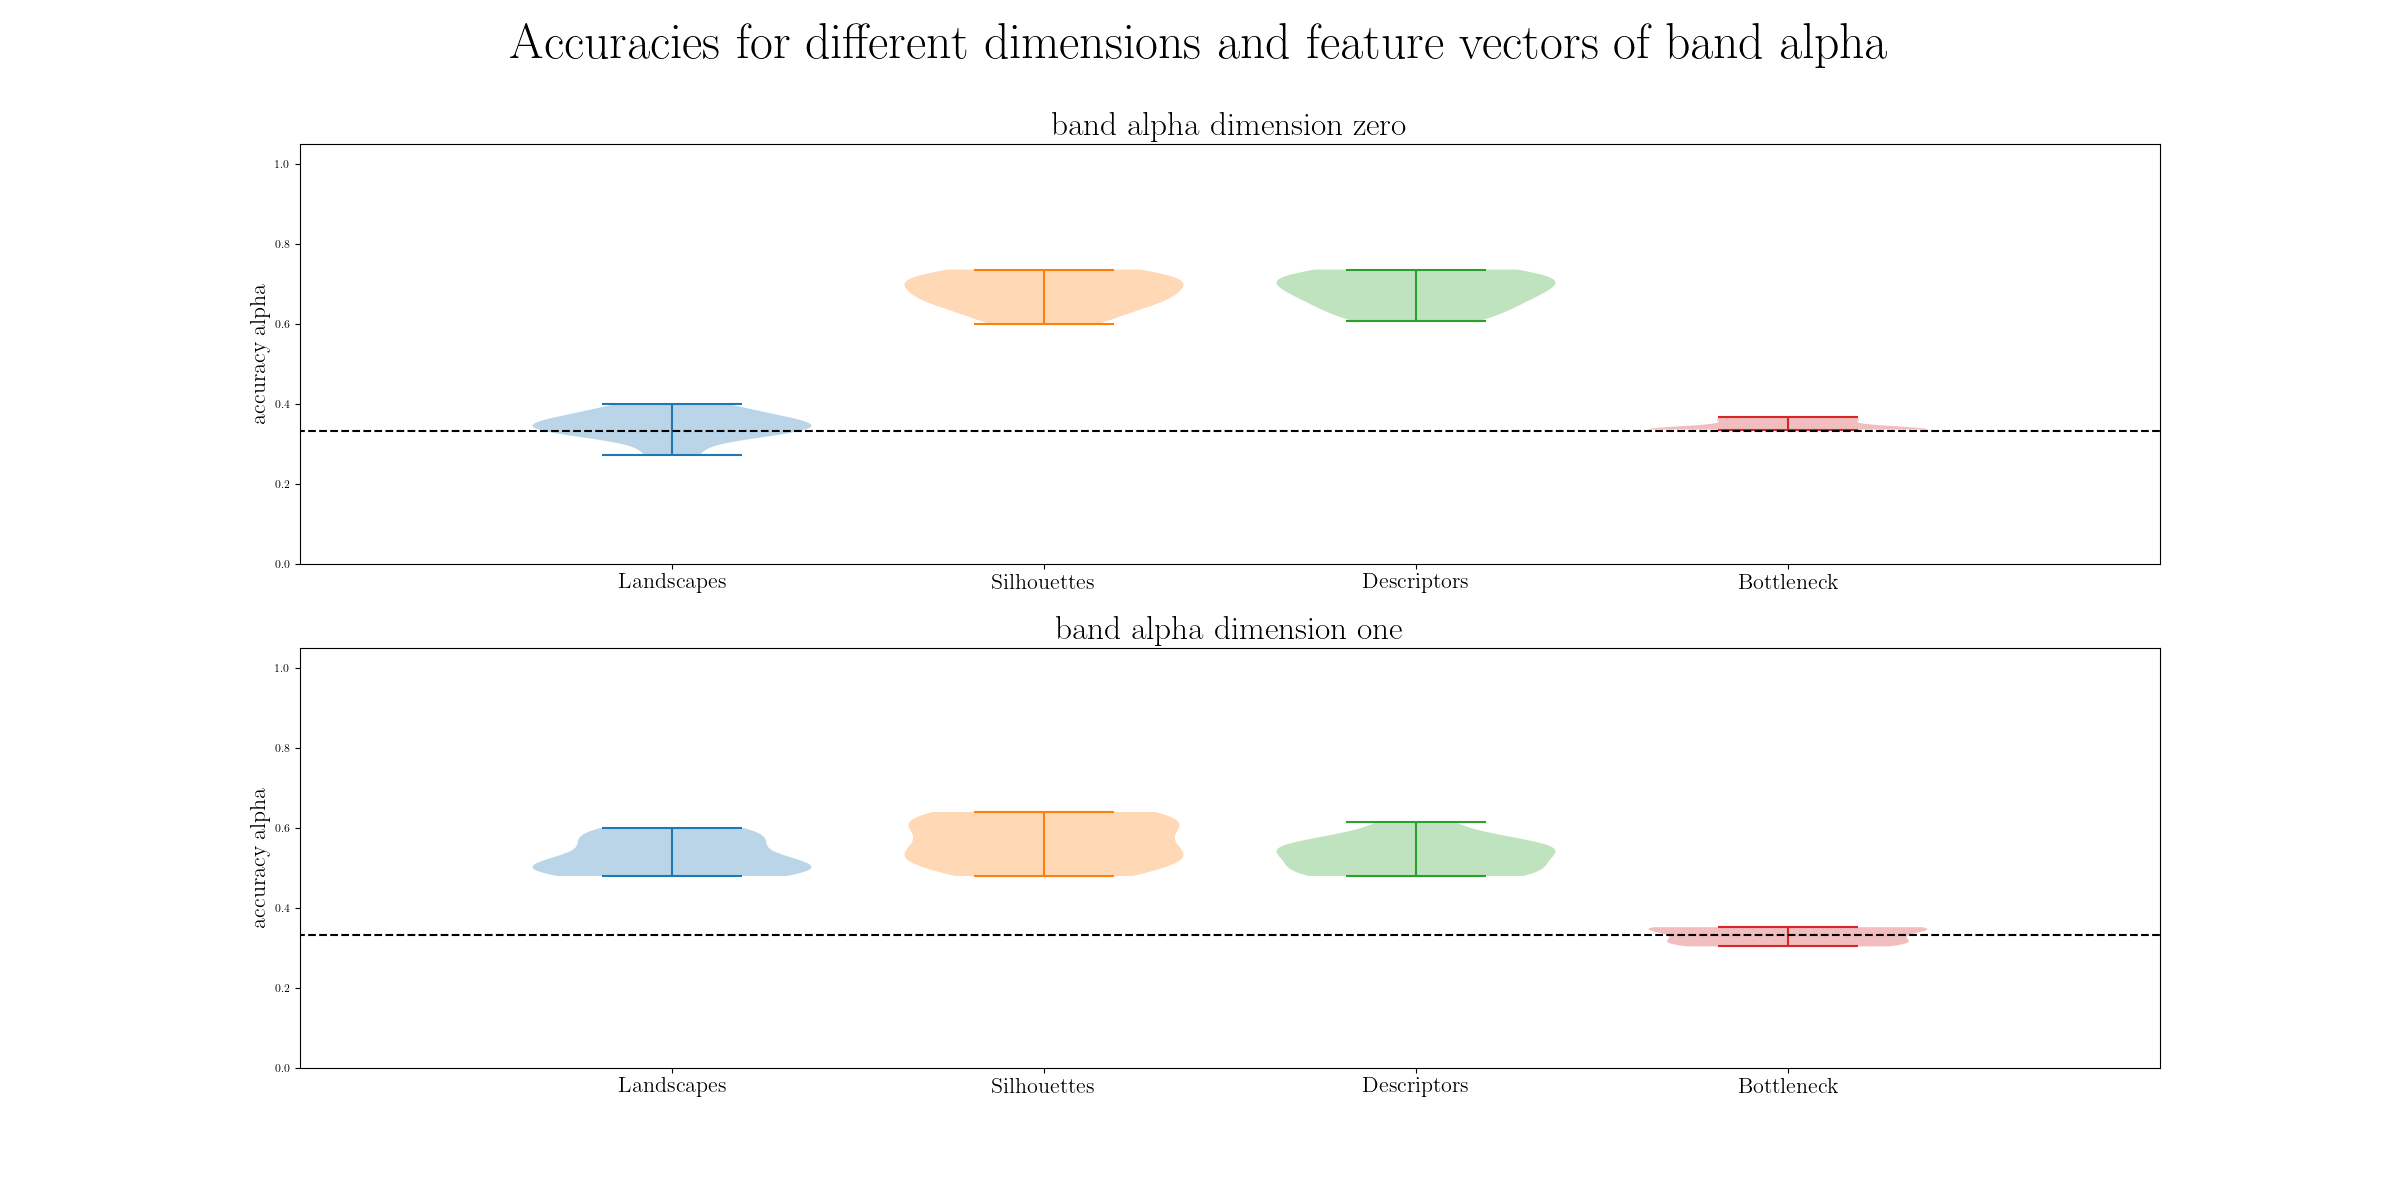 Accuracies for different dimensions and feature vectors of band alpha
band alpha dimension zero
1.0
0.8
0.6
0.4
0.2
0.0
accuracy alpha
Landscapes Silhouettes Descriptors Bottleneck
band alpha dimension one
1.0
0.8
0.6
0.4
0.2
0.0
accuracy alpha
Landscapes Silhouettes Descriptors Bottleneck